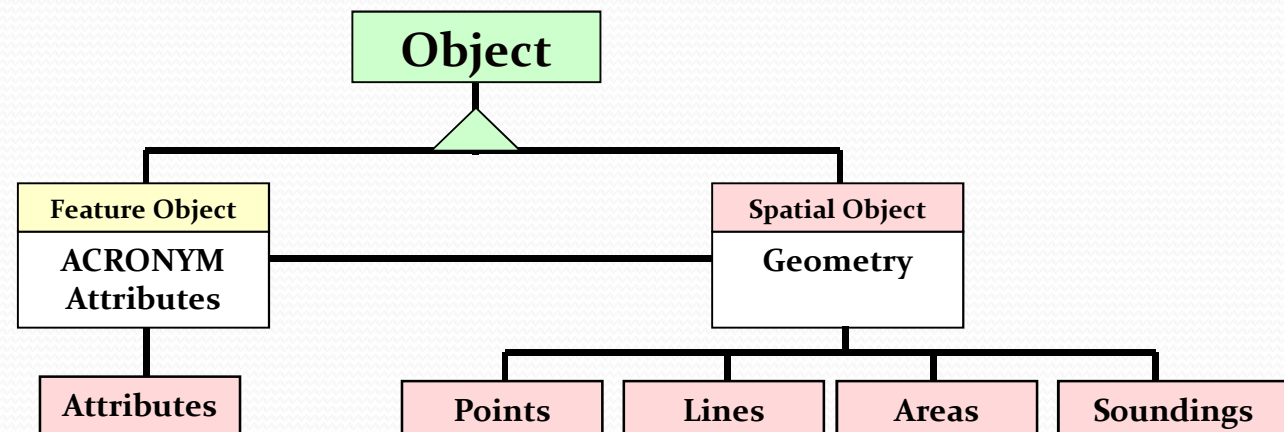 Object
Feature Object
ACRONYM
Attributes
Spatial Object
Geometry
Attributes
Points
Lines
Areas
Soundings